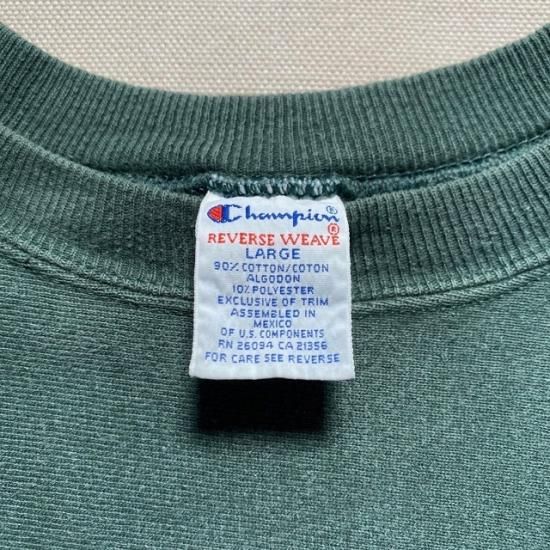 Champion®
REVERSE WEAVE®
LARGE
90% COTTON/COTON
ALGODON
10% POLYESTER
EXCLUSIVE OF TRIM
ASSEMBLED IN
MEXICO
OF U.S. COMPONENTS
RN 26094 CA 21356
FOR CARE SEE REVERSE